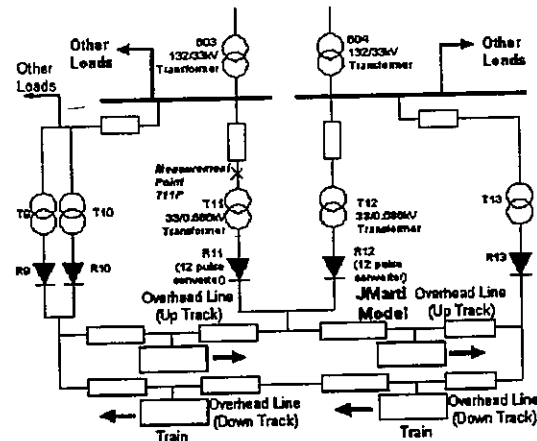 603
132/33kV
Transformer
604
132/33kV
Transformer
Other
Loads
Other
Loads
Other
Loads
Measurement
Point
T11P
T9
T10
T11
33/0.686kV
Transformer
T12
33/0.686kV
Transformer
T13
R9
R10
R11
(12 pulse
converter)
R12
(12 pulse
converter)
R13
Overhead Line
(Up Track)
JMarti
Model
Overhead Line
(Up Track)
Overhead Line
(Down Track)
Overhead Line
(Down Track)
Train
Train